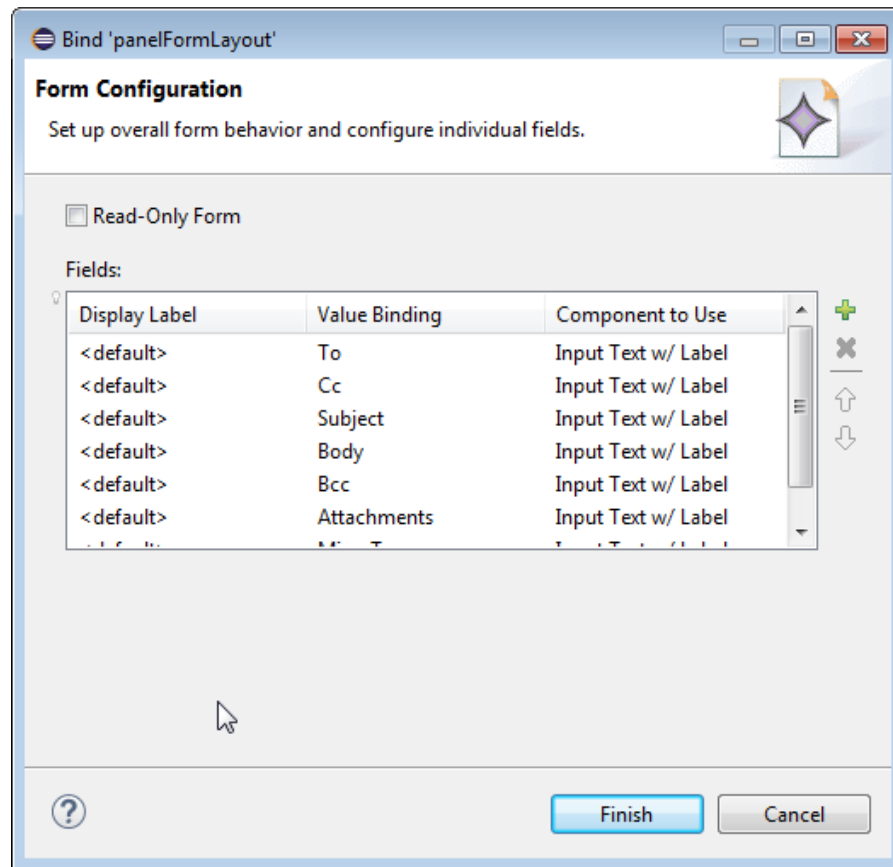 Bind 'panelFormLayout'
Form Configuration
Set up overall form behavior and configure individual fields.
Read-Only Form
Fields:
Display Label Value Binding Component to Use
<default> To Input Text w/ Label
<default> Cc Input Text w/ Label
<default> Subject Input Text w/ Label
<default> Body Input Text w/ Label
<default> Bcc Input Text w/ Label
<default> Attachments Input Text w/ Label
Finish Cancel